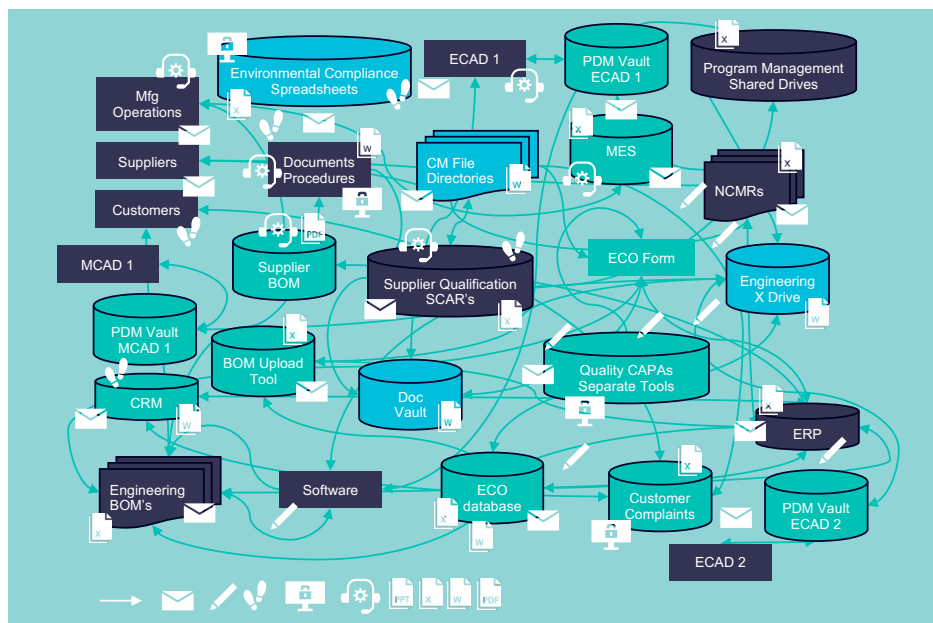 Environmental Compliance
Spreadsheets
ECAD 1
PDM Vault
ECAD 1
X
Program Management
Shared Drives
Mfg
Operations
X
X
MES
Suppliers
Documents
Procedures
W
CM File
Directories
W
X
NCMRs
Customers
PDF
MCAD 1
Supplier
BOM
Supplier Qualification
SCAR's
X
ECO Form
Engineering
X Drive
W
PDM Vault
MCAD 1
X
BOM Upload
Tool
Quality CAPAs
Separate Tools
CRM
W
Doc
Vault
W
X
ERP
Engineering
BOM's
X
Software
ECO
database
X
W
X
Customer
Complaints
PDM Vault
ECAD 2
ECAD 2
PPT
X
W
PDF